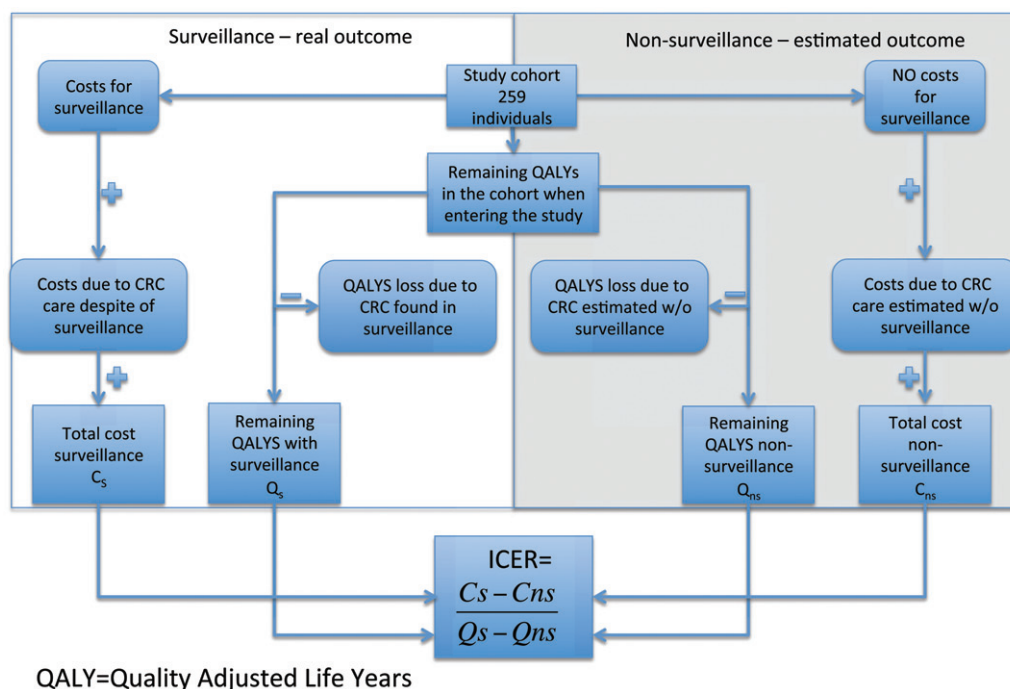 Surveillance – real outcome
Non-surveillance – estimated outcome
Costs for
surveillance
Study cohort
259
individuals
NO costs
for
surveillance
Remaining QALYs
in the cohort when
entering the study
Costs due to CRC
care despite of
surveillance
QALYS loss due to
CRC found in
surveillance
QALYS loss due to
CRC estimated w/o
surveillance
Costs due to CRC
care estimated w/o
surveillance
Total cost
surveillance
Cs
Remaining
QALYS with
surveillance
Qs
Remaining
QALYS non-
surveillance
Qns
Total cost
non-
surveillance
Cns
ICER=
Cs – Cns
Qs – Qns
QALY=Quality Adjusted Life Years